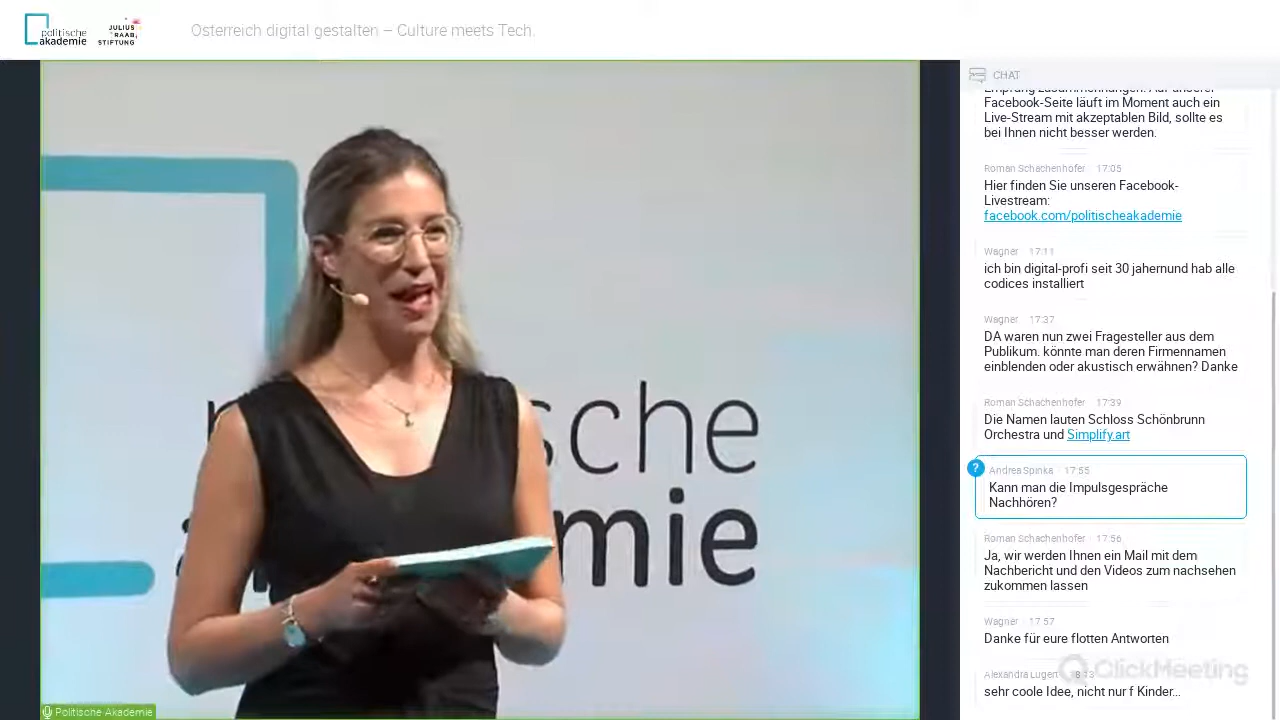 politische
akademie
JULIUS
RAAB
STIFTUNG
Österreich digital gestalten – Culture meets Tech.
sche
mie
Politische Akademie
CHAT
Facebook-Seite läuft im Moment auch ein
Live-Stream mit akzeptablen Bild, sollte es
bei Ihnen nicht besser werden.
Roman Schachenhofer 17:05
Hier finden Sie unseren Facebook-
Livestream:
facebook.com/politischeakademie
Wagner 17:11
ich bin digital-profi seit 30 jahernund hab alle
codices installiert
Wagner 17:37
DA waren nun zwei Fragesteller aus dem
Publikum. könnte man deren Firmennamen
einblenden oder akustisch erwähnen? Danke
Roman Schachenhofer 17:39
Die Namen lauten Schloss Schönbrunn
Orchestra und Simplify.art
?
Andrea Spinka 17:55
Kann man die Impulsgespräche
Nachhören?
Roman Schachenhofer 17:56
Ja, wir werden Ihnen ein Mail mit dem
Nachbericht und den Videos zum nachsehen
zukommen lassen
Wagner 17:57
Danke für eure flotten Antworten
Alexandra Lugert
ClickMeeting
sehr coole Idee, nicht nur f Kinder...